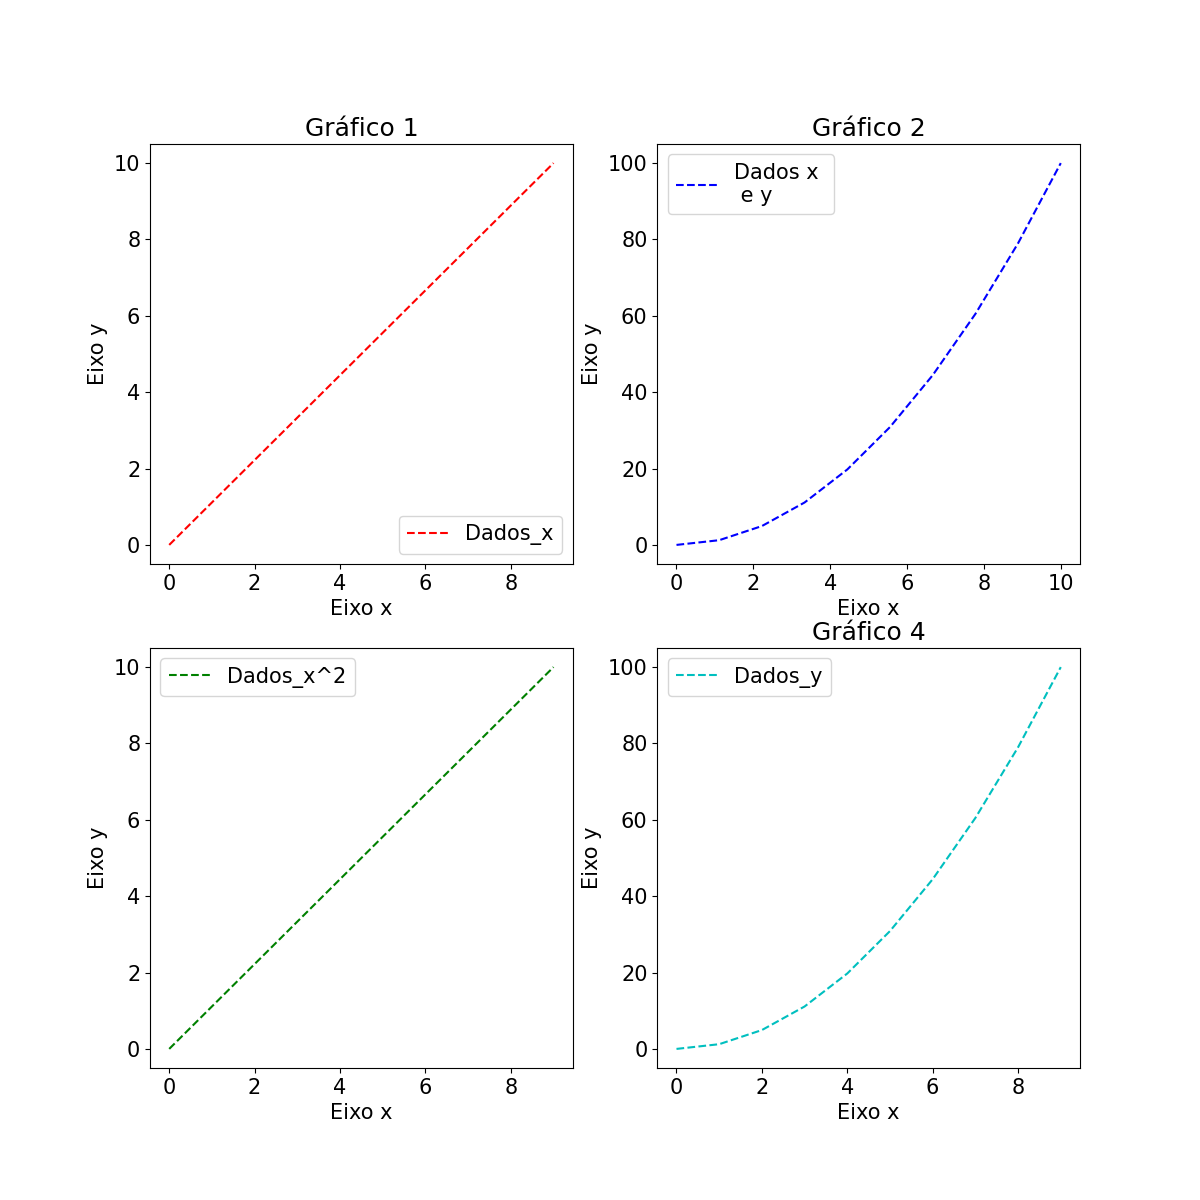 Gráfico 1
10
8
6
4
2
0
Eixo y
Dados_x
0 2 4 6 8
Eixo x
Gráfico 2
100
80
60
40
20
0
Eixo y
Dados x
e y
0 2 4 6 8 10
Eixo x
10
8
6
4
2
0
Eixo y
Dados_x^2
0 2 4 6 8
Eixo x
Gráfico 4
100
80
60
40
20
0
Eixo y
Dados_y
0 2 4 6 8
Eixo x